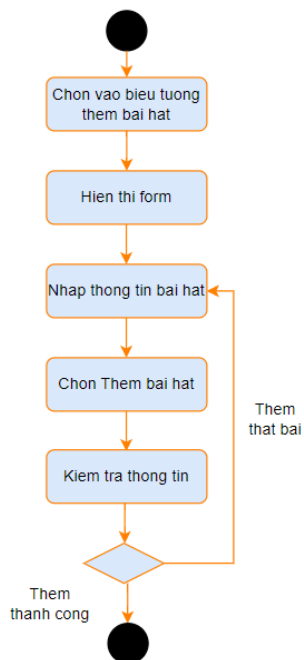 Chon vao bieu tuong
them bai hat
Hien thi form
Nhap thong tin bai hat
Chon Them bai hat
Them
that bai
Kiem tra thong tin
Them
thanh cong